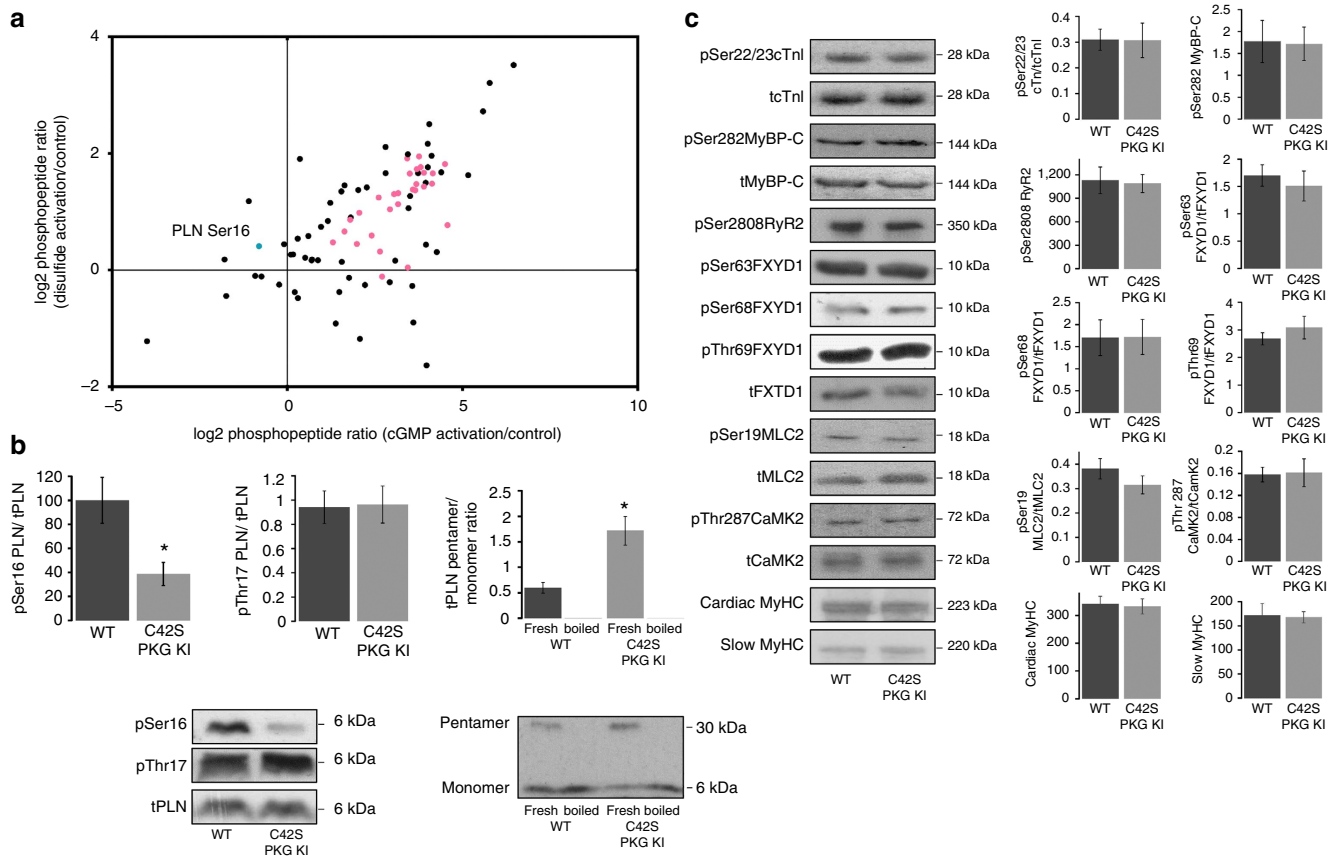 a
4
2
0
−2
−5
0
5
10
log2 phosphopeptide ratio
(disulfide activation/control)
PLN Ser16
log2 phosphopeptide ratio (cGMP activation/control)
b
pSer16 PLN/ tPLN
120
100
80
60
40
20
0
*
WT
C42S
PKG KI
pThr17 PLN/ tPLN
1.2
1
0.8
0.6
0.4
0.2
0
WT
C42S
PKG KI
tPLN pentamer/
monomer ratio
2.5
2
1.5
1
0.5
0
*
Fresh boiled
WT
Fresh boiled
C42S
PKG KI
pSer16
6 kDa
pThr17
6 kDa
tPLN
6 kDa
WT
C42S
PKG KI
Pentamer
30 kDa
Monomer
6 kDa
Fresh boiled
WT
Fresh boiled
C42S
PKG KI
c
pSer22/23cTnI
28 kDa
tcTnI
28 kDa
pSer282MyBP-C
144 kDa
tMyBP-C
144 kDa
pSer2808RyR2
350 kDa
pSer63FXYD1
10 kDa
pSer68FXYD1
10 kDa
pThr69FXYD1
10 kDa
tFXTD1
10 kDa
pSer19MLC2
18 kDa
tMLC2
18 kDa
pThr287CaMK2
72 kDa
tCaMK2
72 kDa
Cardiac MyHC
223 kDa
Slow MyHC
220 kDa
WT
C42S
PKG KI
pSer22/23
cTn/tcTnI
0.4
0.3
0.2
0.1
0
WT
C42S
PKG KI
pSer282 MyBP-C
2.5
2
1.5
1
0.5
0
WT
C42S
PKG KI
pSer2808 RyR2
1,200
900
600
300
0
WT
C42S
PKG KI
pSer63
FXYD1/tFXYD1
2
1.5
1
0.5
0
WT
C42S
PKG KI
pSer68
FXYD1/tFXYD1
2.5
2
1.5
1
0.5
0
WT
C42S
PKG KI
pThr69
FXYD1/tFXYD1
4
3
2
1
0
WT
C42S
PKG KI
pSer19
MLC2/tMLC2
0.4
0.3
0.2
0.1
0
WT
C42S
PKG KI
pThr 287
CaMK2/tCamK2
0.2
0.16
0.12
0.08
0.04
0
WT
C42S
PKG KI
Cardiac MyHC
300
200
100
0
WT
C42S
PKG KI
Slow MyHC
200
150
100
50
0
WT
C42S
PKG KI